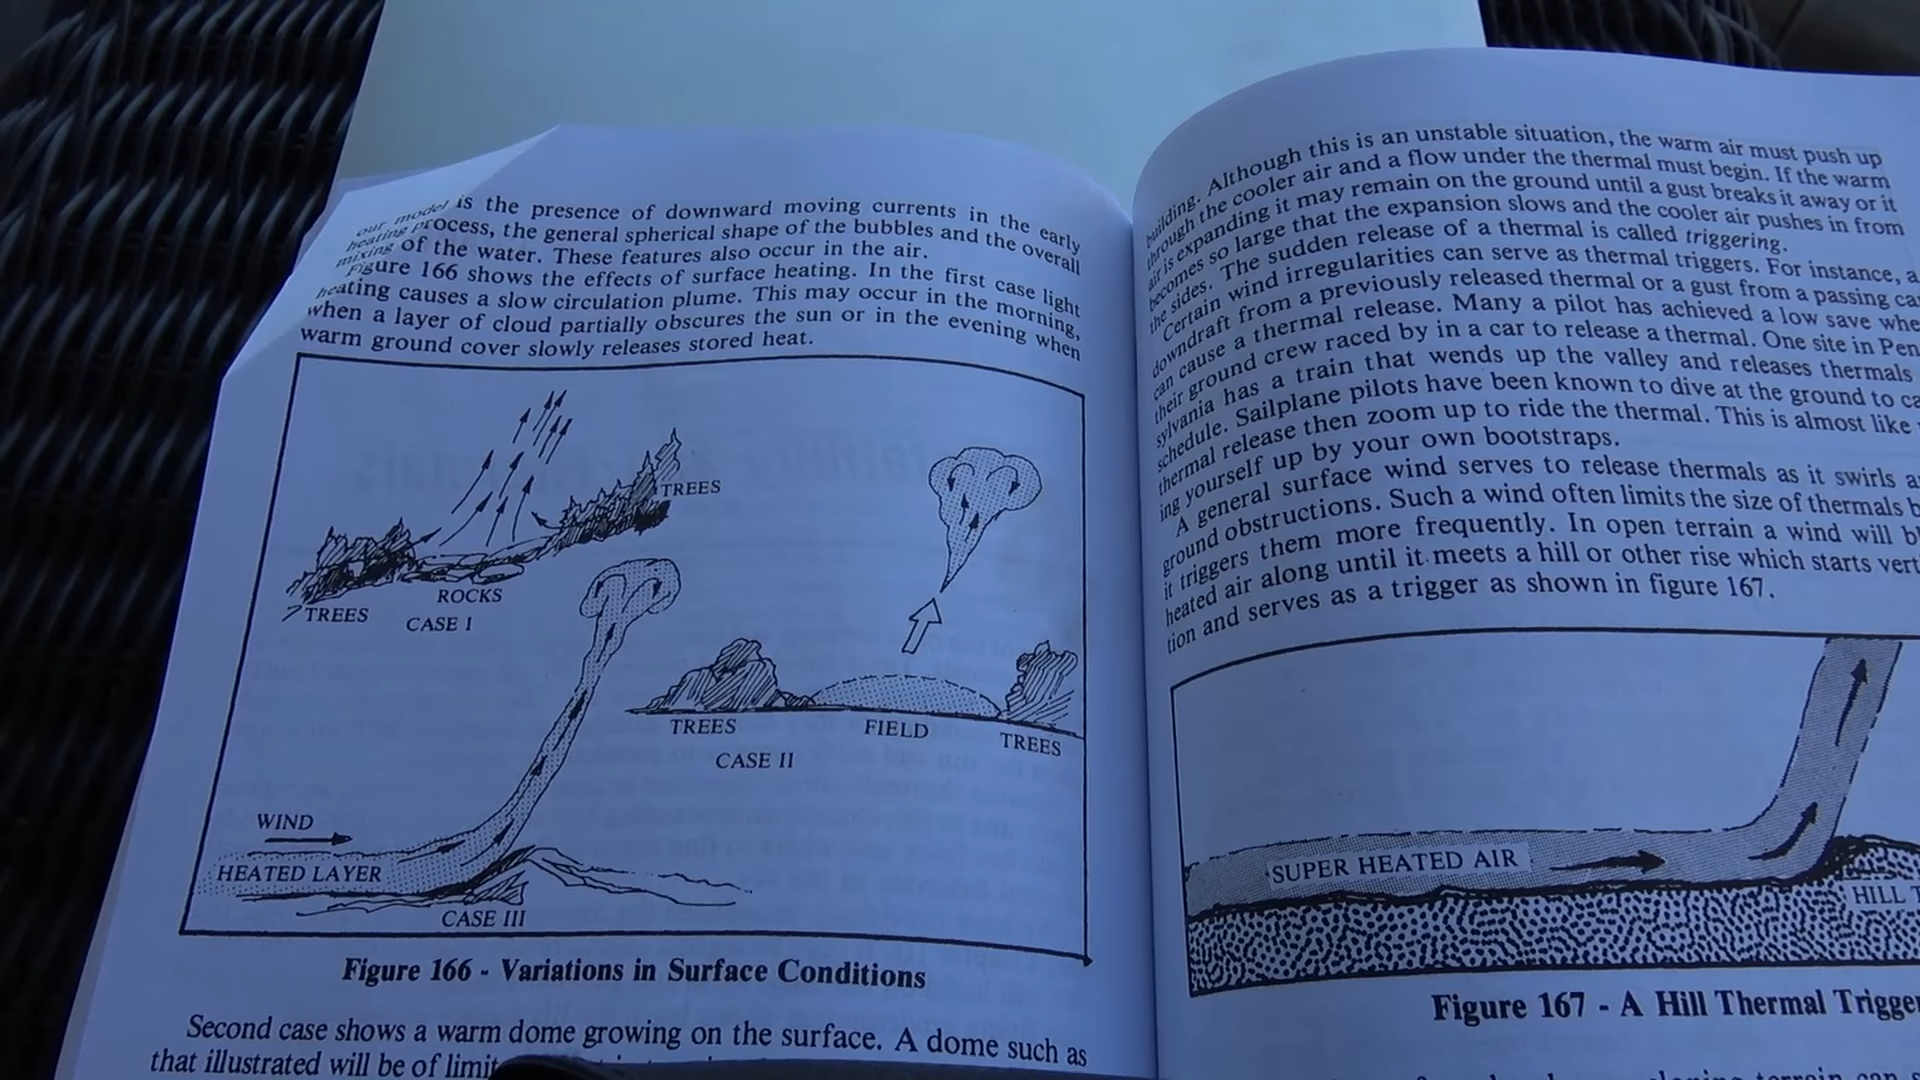 our model is the presence of downward moving currents in the early
heating process, the general spherical shape of the bubbles and the overall
mixing of the water. These features also occur in the air.
Figure 166 shows the effects of surface heating. In the first case light
heating causes a slow circulation plume. This may occur in the morning,
when a layer of cloud partially obscures the sun or in the evening when
warm ground cover slowly releases stored heat.
TREES
ROCKS
TREES
CASE I
TREES
FIELD
TREES
CASE II
WIND
HEATED LAYER
CASE III
Figure 166 - Variations in Surface Conditions
Second case shows a warm dome growing on the surface. A dome such as
that illustrated will be of
building. Although this is an unstable situation, the warm air must push up
through the cooler air and a flow under the thermal must begin. If the warm
air is expanding it may remain on the ground until a gust breaks it away or it
becomes so large that the expansion slows and the cooler air pushes in from
the sides. The sudden release of a thermal is called triggering.
Certain wind irregularities can serve as thermal triggers. For instance, a
downdraft from a previously released thermal or a gust from a passing
can cause a thermal release. Many a pilot has achieved a low save
their ground crew raced by in a car to release a thermal. One site in
sylvania has a train that wends up the valley and releases thermals
schedule. Sailplane pilots have been known to dive at the ground to
thermal release then zoom up to ride the thermal. This is almost like
ing yourself up by your own bootstraps.
A general surface wind serves to release thermals as it swirls
ground obstructions. Such a wind often limits the size of thermals
it triggers them more frequently. In open terrain a wind will
heated air along until it meets a hill or other rise which starts
tion and serves as a trigger as shown in figure 167.
SUPER HEATED AIR
HILL
Figure 167 - A Hill Thermal Trigger